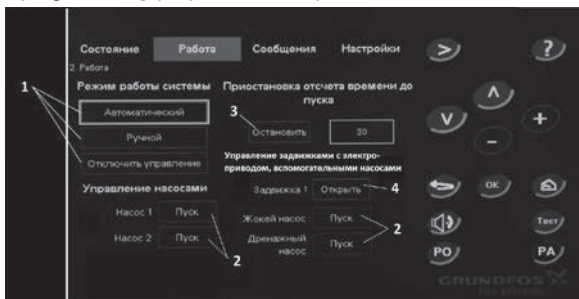 Состояние Работа Сообщения Настройки > ?
2. Работа
Режим работы системы
1
Автоматический
Ручной
Отключить управление
Приостановка отсчета времени до
пуска
3
Остановить 30
Управление задвижками с электро-
приводом, вспомогательными насосами
Задвижка 1 Открыть 4
Управление насосами
Насос 1 Пуск
Насос 2 Пуск
2
Жокей насос Пуск
Дренажный
насос Пуск
2
+
-
OK
Тест
PO PA
GRUNDFOS